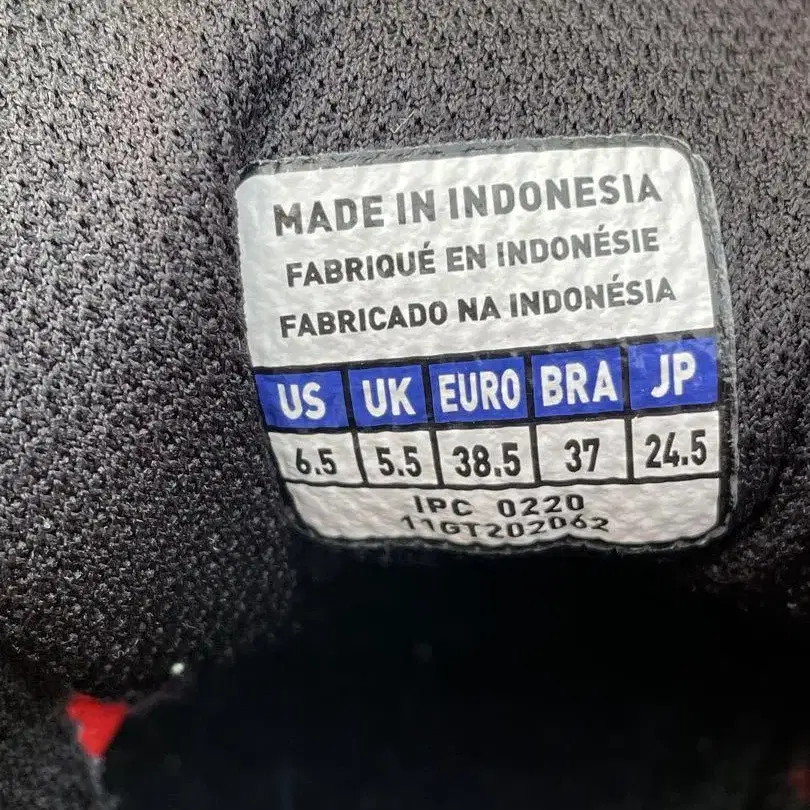 MADE IN INDONESIA
FABRIQUÉ EN INDONÉSIE
FABRICADO NA INDONÉSIA
US UK EURO BRA JP
6.5 5.5 38.5 37 24.5
IPC 0220
11GT202D62